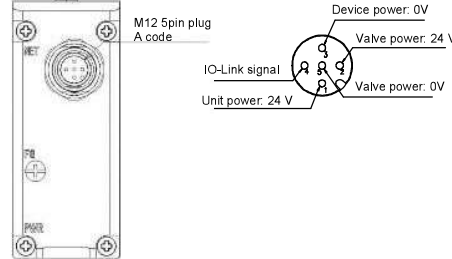 M12 5pin plug
A code
NET
FG
PWR
Device power: 0V
Valve power: 24 V
IO-Link signal
3
4
5
2
1
Valve power: 0V
Unit power: 24 V